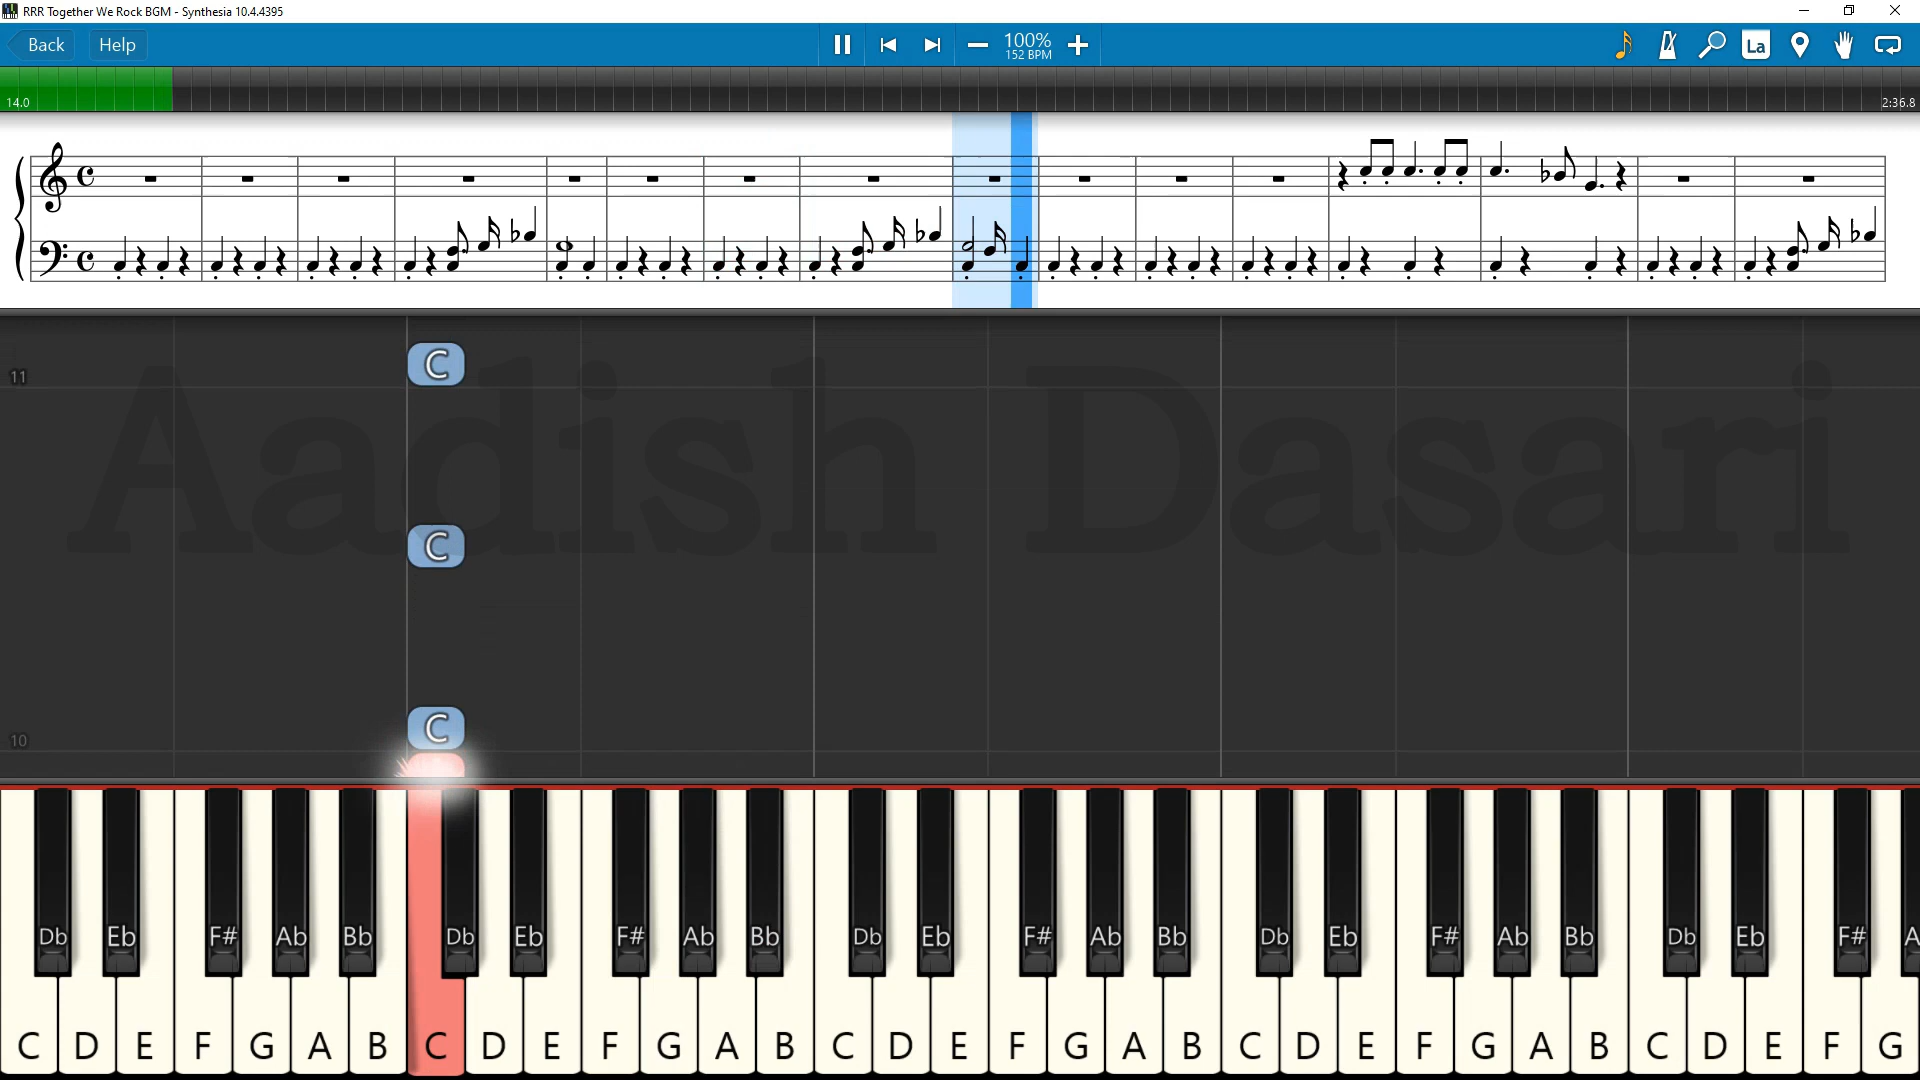 RRR Together We Rock BGM - Synthesia 10.4.4395
Back Help 100% La
152 BPM
14.0 2:36.8
C
11
Aadish Dasari
C
C
10
Db Eb F# Ab Bb Db Eb F# Ab Bb Db Eb F# Ab Bb Db Eb F# Ab Bb Db Eb F# A
C D E F G A B C D E F G A B C D E F G A B C D E F G A B C D E F G